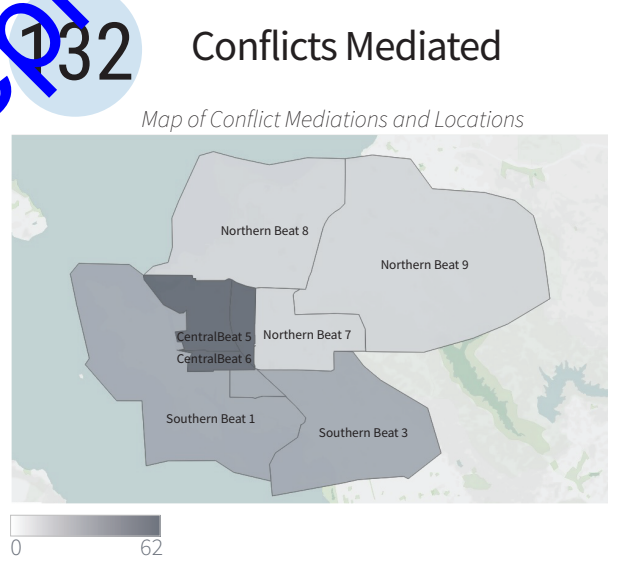 132
Conflicts Mediated
Map of Conflict Mediations and Locations
Northern Beat 8
Northern Beat 9
CentralBeat 5
Northern Beat 7
CentralBeat 6
Southern Beat 1
Southern Beat 3
0
62